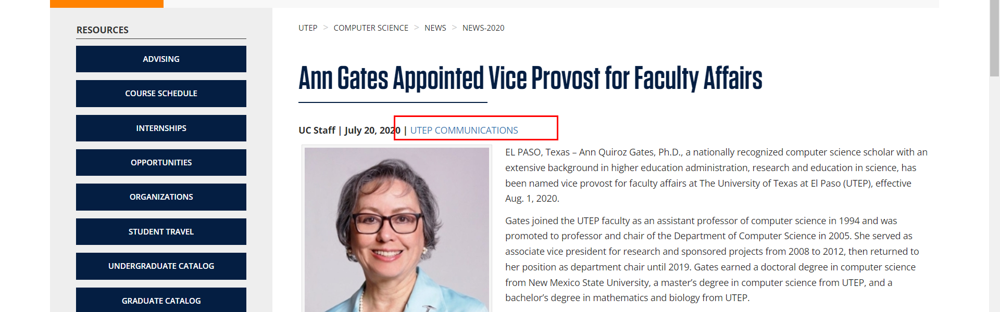 RESOURCES
ADVISING
COURSE SCHEDULE
INTERNSHIPS
OPPORTUNITIES
ORGANIZATIONS
STUDENT TRAVEL
UNDERGRADUATE CATALOG
GRADUATE CATALOG
UTEP > COMPUTER SCIENCE > NEWS > NEWS-2020
Ann Gates Appointed Vice Provost for Faculty Affairs
UC Staff | July 20, 2020 | UTEP COMMUNICATIONS
EL PASO, Texas – Ann Quiroz Gates, Ph.D., a nationally recognized computer science scholar with an
extensive background in higher education administration, research and education in science, has
been named vice provost for faculty affairs at The University of Texas at El Paso (UTEP), effective
Aug. 1, 2020.
Gates joined the UTEP faculty as an assistant professor of computer science in 1994 and was
promoted to professor and chair of the Department of Computer Science in 2005. She served as
associate vice president for research and sponsored projects from 2008 to 2012, then returned to
her position as department chair until 2019. Gates earned a doctoral degree in computer science
from New Mexico State University, a master’s degree in computer science from UTEP, and a
bachelor’s degree in mathematics and biology from UTEP.